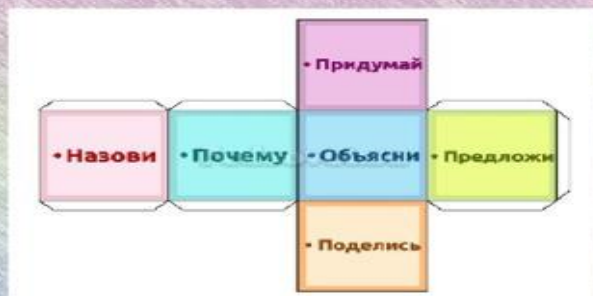 • Придумай
• Назови • Почему • Объясни • Предложи
• Поделись